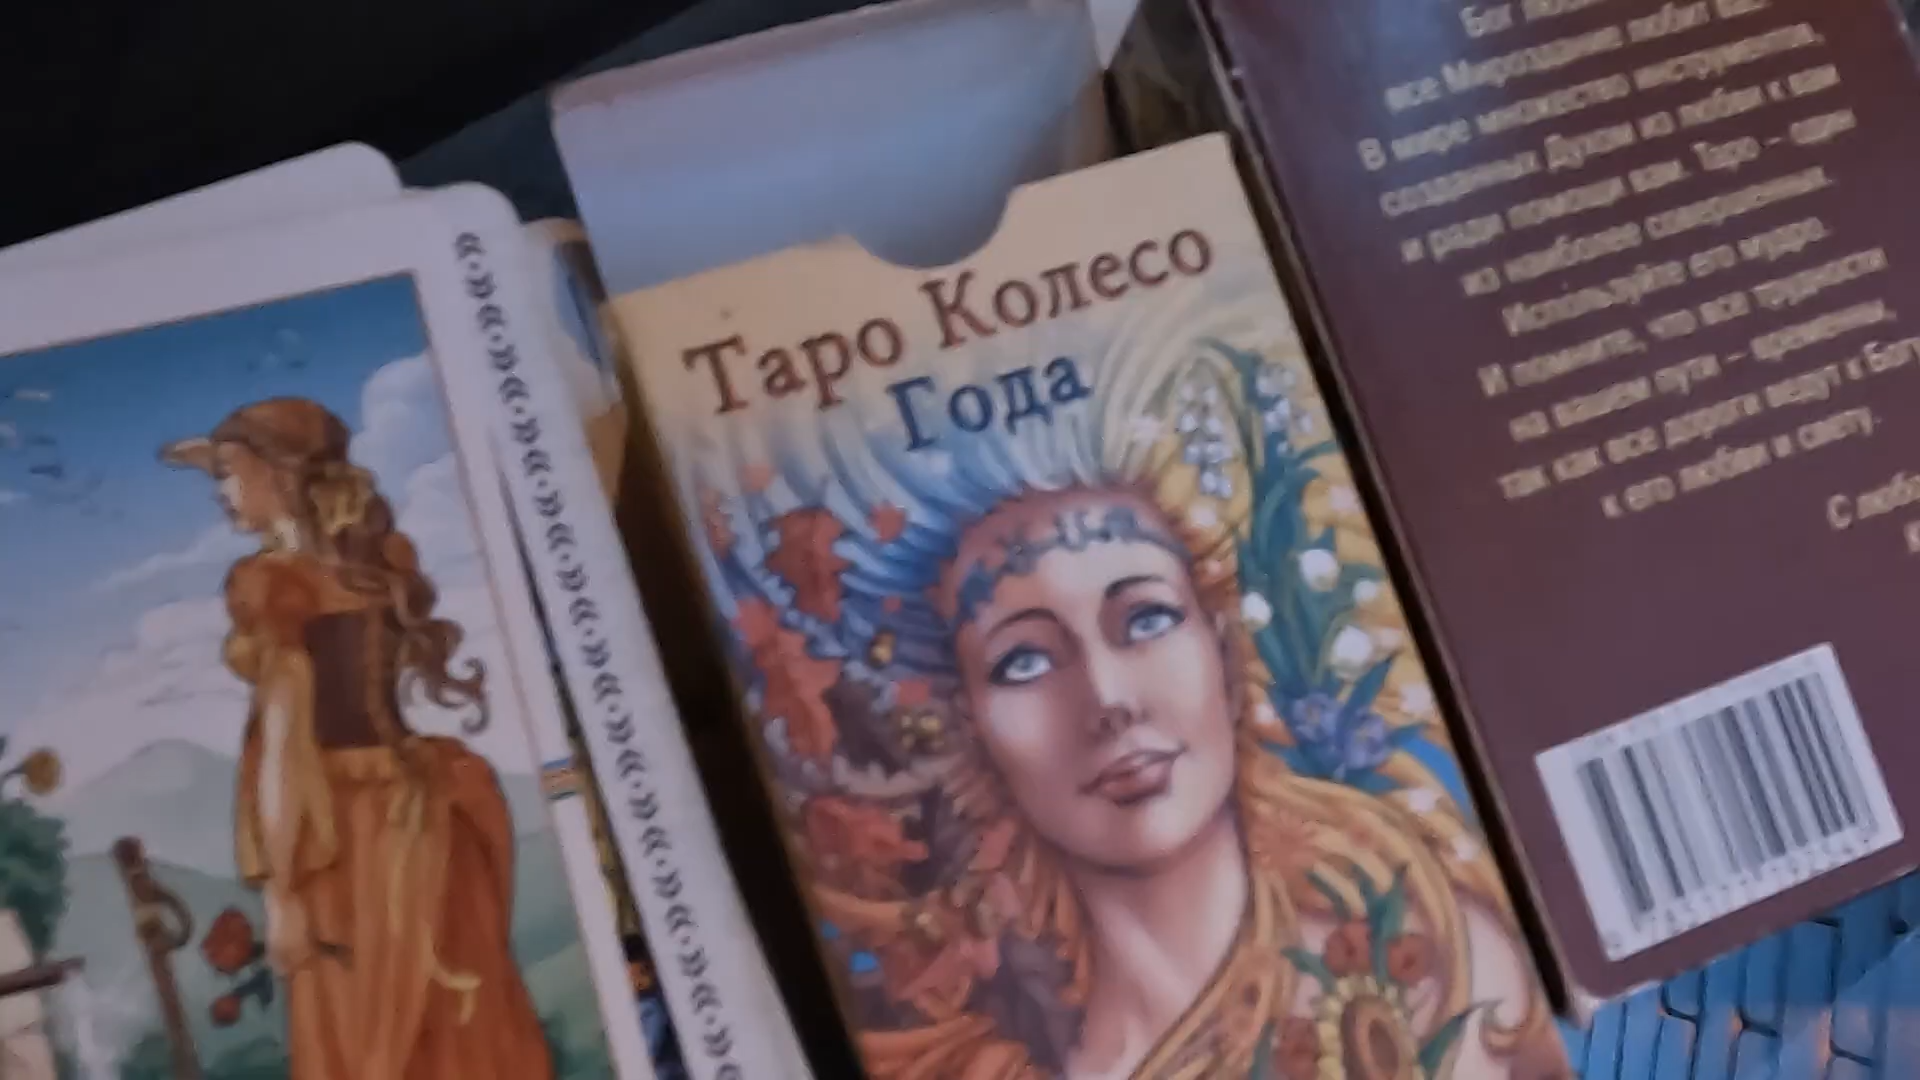 Таро Колесо
Года
Бог
все Мироздание любит вас.
В мире множество инструментов,
созданных Духом из любви к вам
и ради помощи вам. Таро – один
из наиболее совершенных.
Используйте его мудро.
И помните, что все трудности
на вашем пути – временны,
так как все дороги ведут к Богу,
к его любви и свету.
С